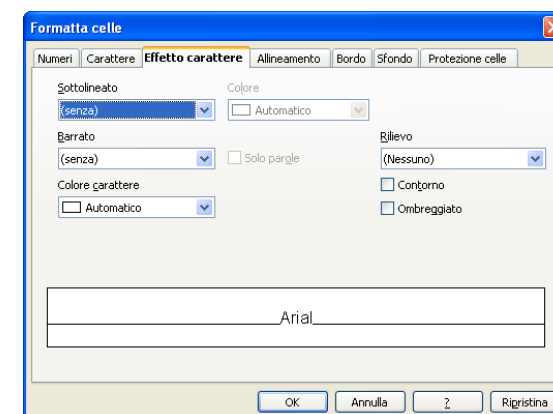 Formatta celle
Numeri Carattere Effetto carattere Allineamento Bordo Sfondo Protezione celle
Sottolineato Colore
(senza) Automatico
Barrato Rilievo
(senza) Solo parole (Nessuno)
Colore carattere Contorno
Automatico Ombreggiato
Arial
OK Annulla ? Ripristina